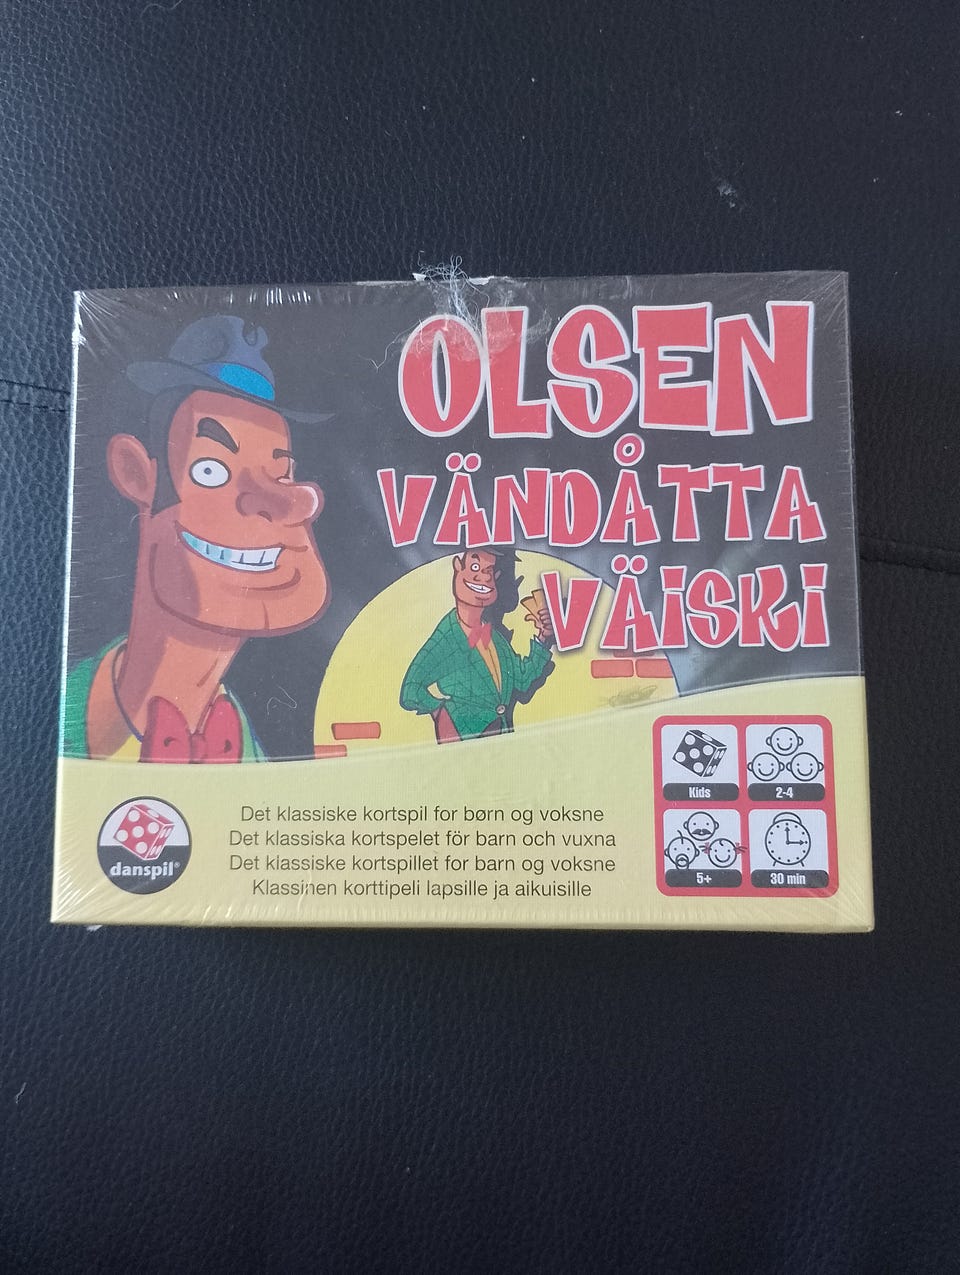 OLSEN
VÄNDÅTTA
VÄISKI
Det klassiske kortspil for børn og voksne
Det klassiska kortspelet för barn och vuxna
Det klassiske kortspillet for barn og voksne
Klassinen korttipeli lapsille ja aikuisille
danspil®
Kids
2-4
5+
30 min